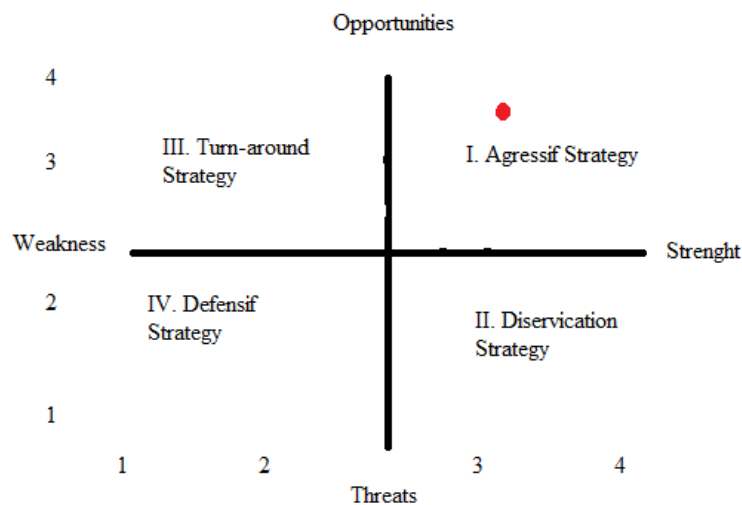 Opportunities
4
III. Turn-around
Strategy
I. Agressif Strategy
3
Weakness
Strenght
IV. Defensif
Strategy
2
II. Diservication
Strategy
1
1 2 3 4
Threats